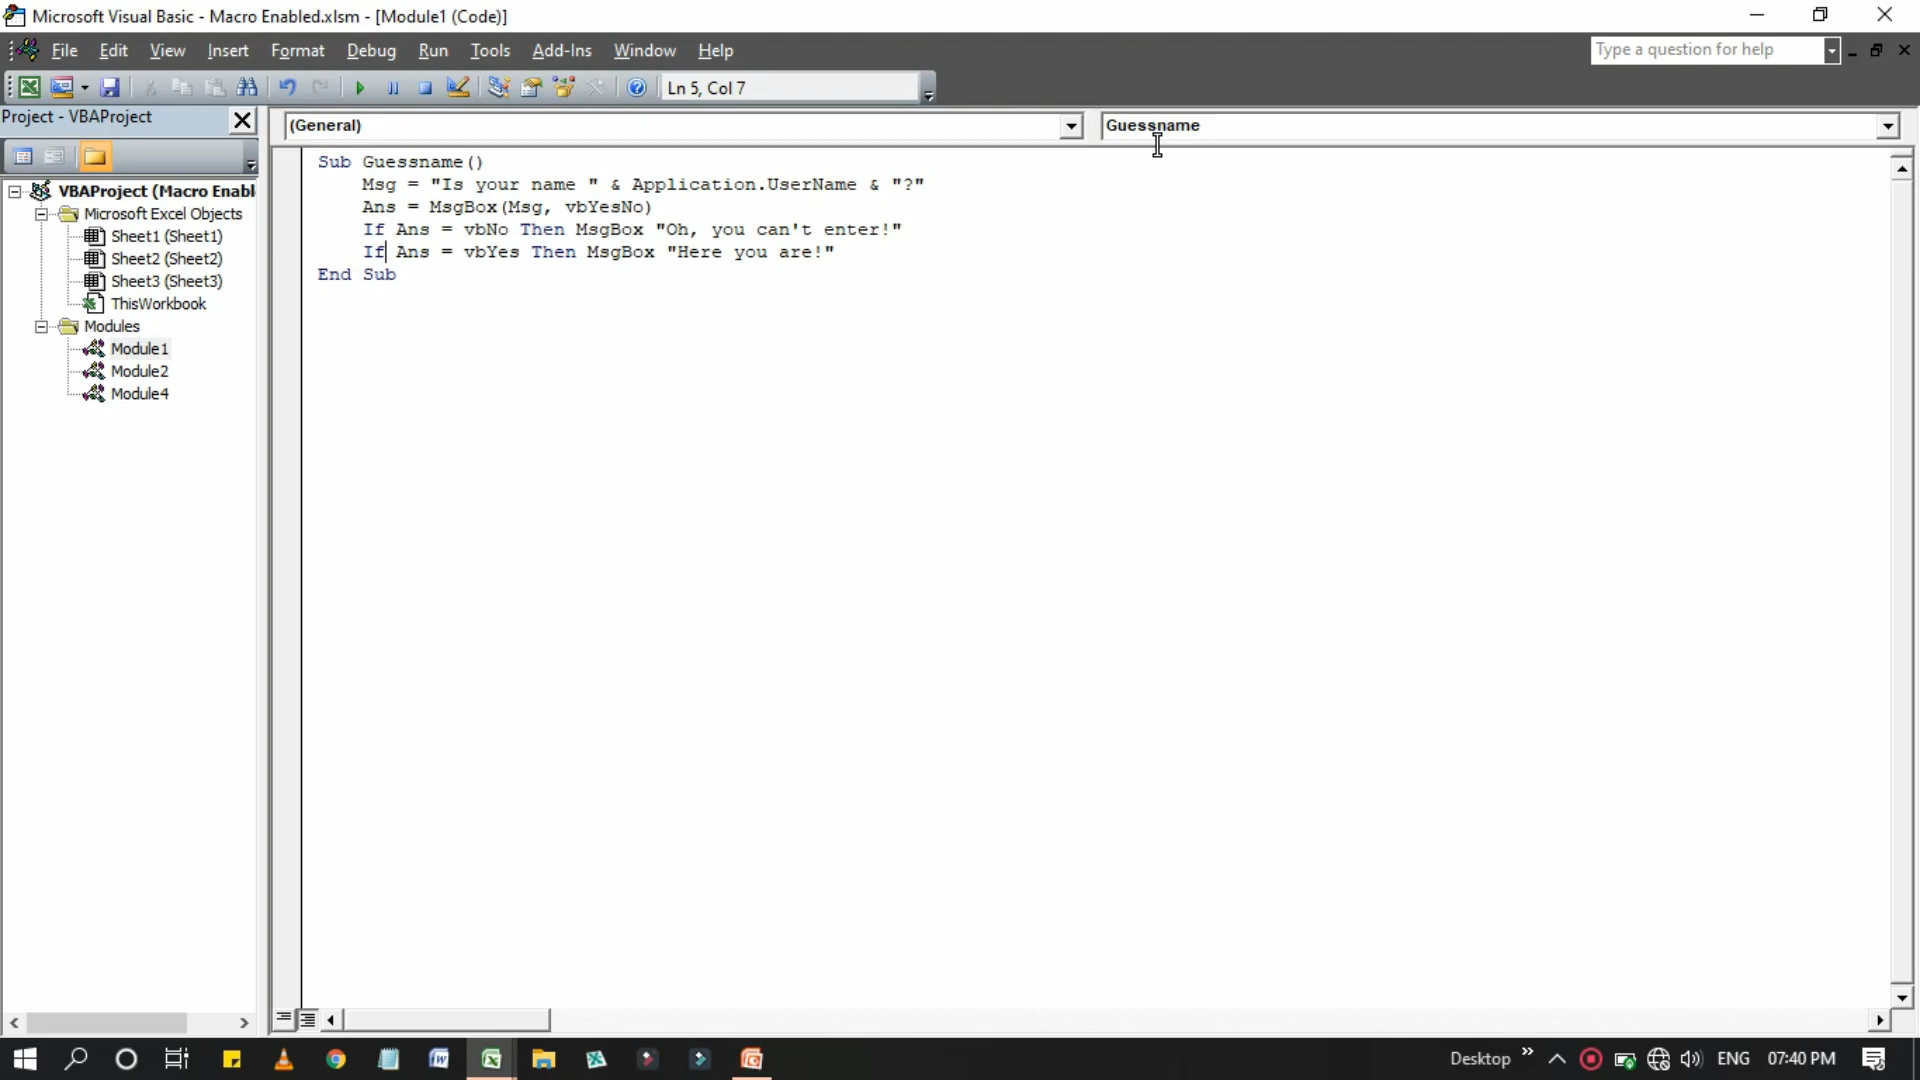 Microsoft Visual Basic - Macro Enabled.xlsm - [Module1 (Code)]
File Edit View Insert Format Debug Run Tools Add-Ins Window Help
Type a question for help
Ln 5, Col 7
Project - VBAProject
(General)
Guessname
VBAProject (Macro Enabl
Microsoft Excel Objects
Sheet1 (Sheet1)
Sheet2 (Sheet2)
Sheet3 (Sheet3)
ThisWorkbook
Modules
Module1
Module2
Module4
Sub Guessname()
Msg = "Is your name " & Application.UserName & "?"
Ans = MsgBox(Msg, vbYesNo)
If Ans = vbNo Then MsgBox "Oh, you can't enter!"
If Ans = vbYes Then MsgBox "Here you are!"
End Sub
Desktop
ENG
07:40 PM